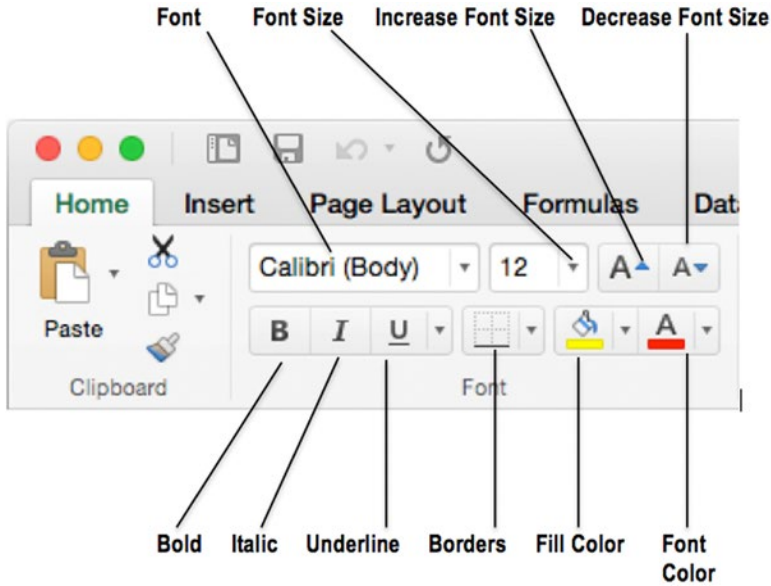 Font Font Size Increase Font Size Decrease Font Size
Home Insert Page Layout Formulas Data
Calibri (Body) 12 A A
Paste B I U A
Clipboard Font
Bold Italic Underline Borders Fill Color Font
Color